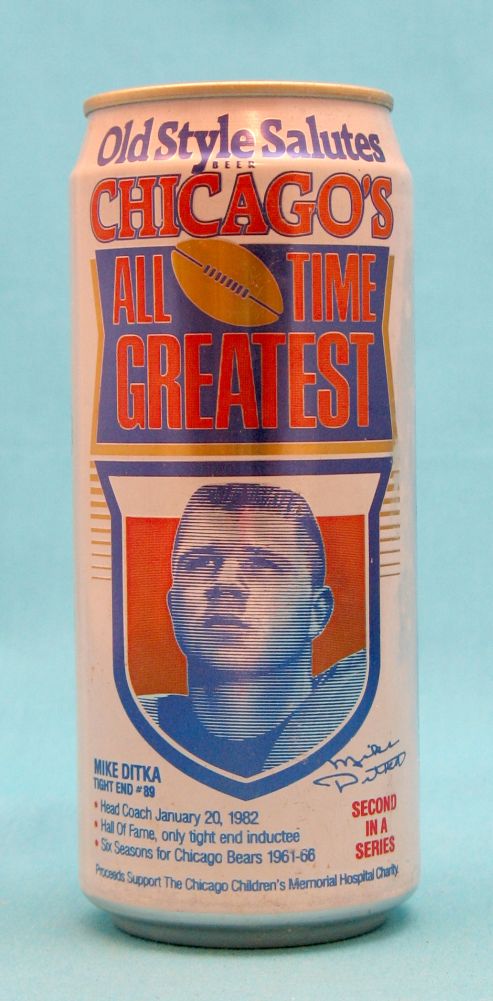 Old Style Salutes
BEER
CHICAGO'S
ALL TIME
GREATEST
Mike
Ditka
MIKE DITKA
TIGHT END #89
• Head Coach January 20, 1982
• Hall Of Fame, only tight end inductee
• Six Seasons for Chicago Bears 1961-66
SECOND
IN A
SERIES
Proceeds Support The Chicago Children's Memorial Hospital Charity.